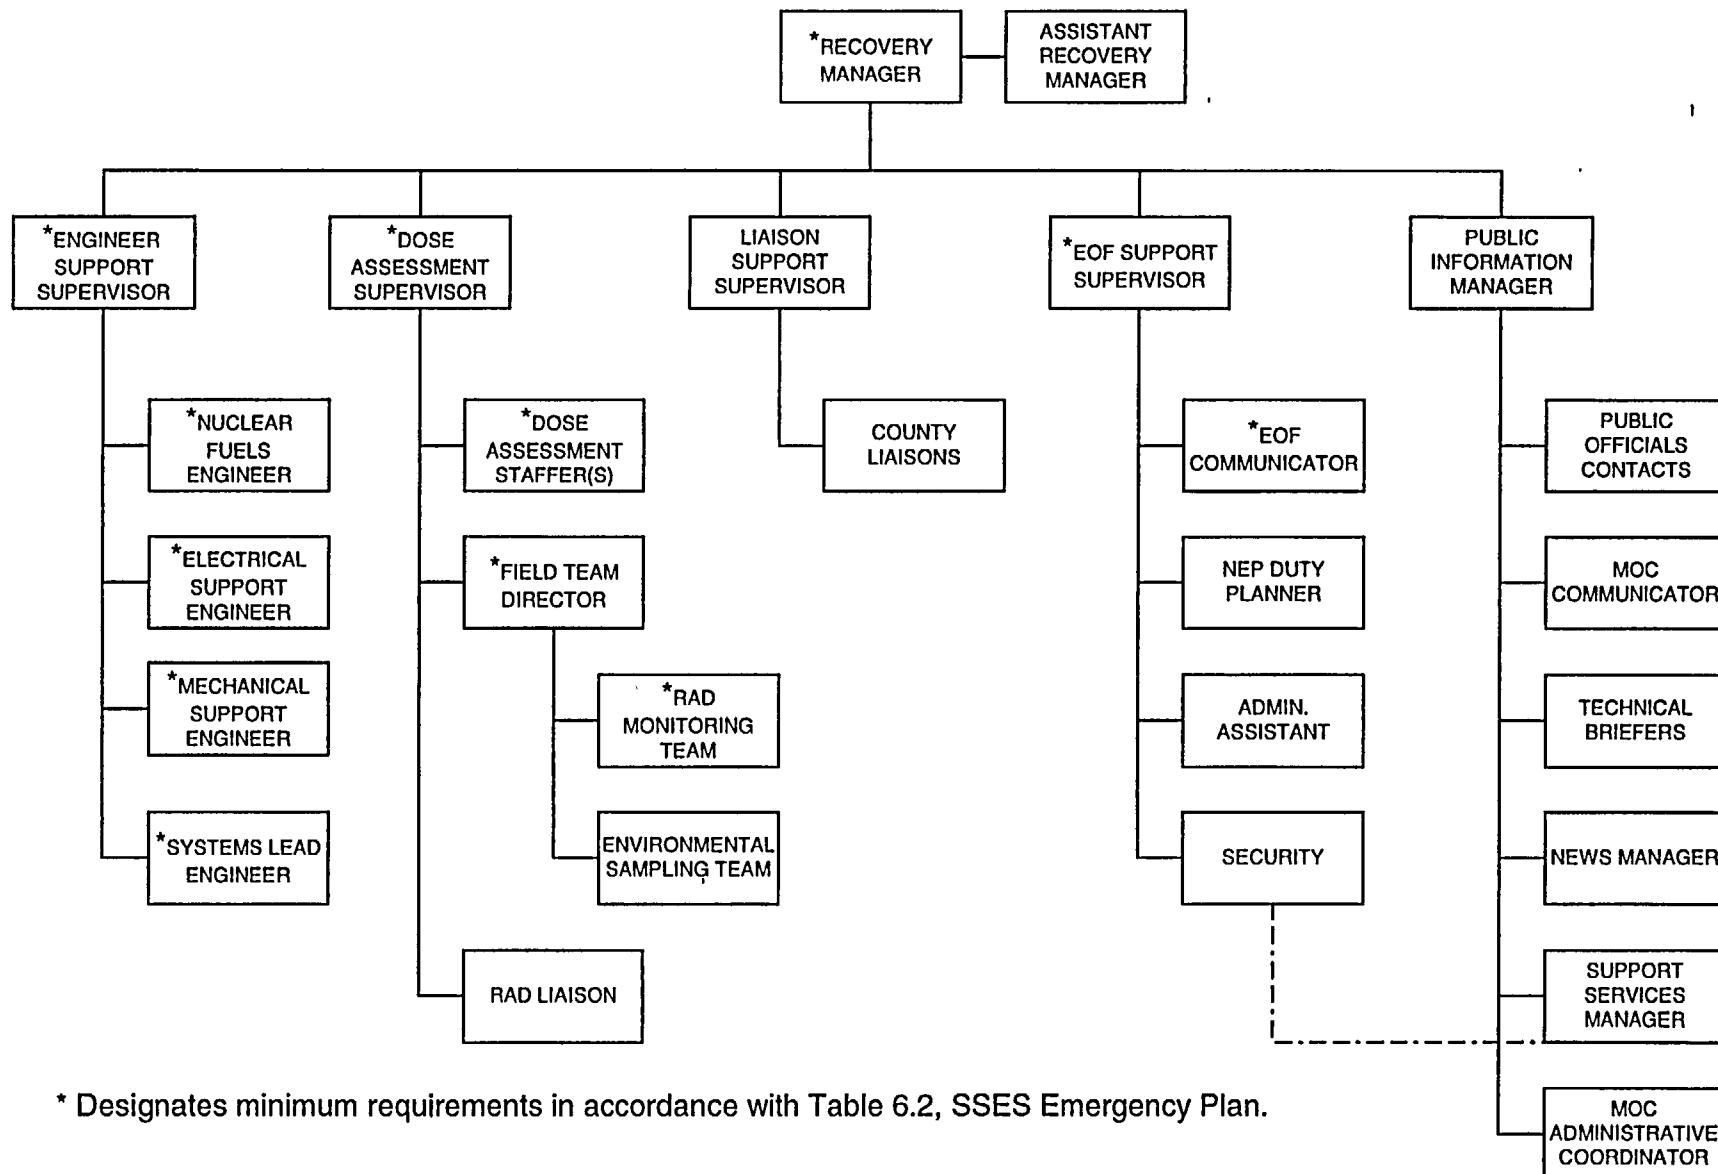 *RECOVERY
MANAGER
ASSISTANT
RECOVERY
MANAGER
*ENGINEER
SUPPORT
SUPERVISOR
*DOSE
ASSESSMENT
SUPERVISOR
LIAISON
SUPPORT
SUPERVISOR
*EOF SUPPORT
SUPERVISOR
PUBLIC
INFORMATION
MANAGER
*NUCLEAR
FUELS
ENGINEER
*ELECTRICAL
SUPPORT
ENGINEER
*MECHANICAL
SUPPORT
ENGINEER
*SYSTEMS LEAD
ENGINEER
*DOSE
ASSESSMENT
STAFFER(S)
*FIELD TEAM
DIRECTOR
*RAD
MONITORING
TEAM
ENVIRONMENTAL
SAMPLING TEAM
RAD LIAISON
COUNTY
LIAISONS
*EOF
COMMUNICATOR
NEP DUTY
PLANNER
ADMIN.
ASSISTANT
SECURITY
PUBLIC
OFFICIALS
CONTACTS
MOC
COMMUNICATOR
TECHNICAL
BRIEFERS
NEWS MANAGER
SUPPORT
SERVICES
MANAGER
MOC
ADMINISTRATIVE
COORDINATOR
* Designates minimum requirements in accordance with Table 6.2, SSES Emergency Plan.